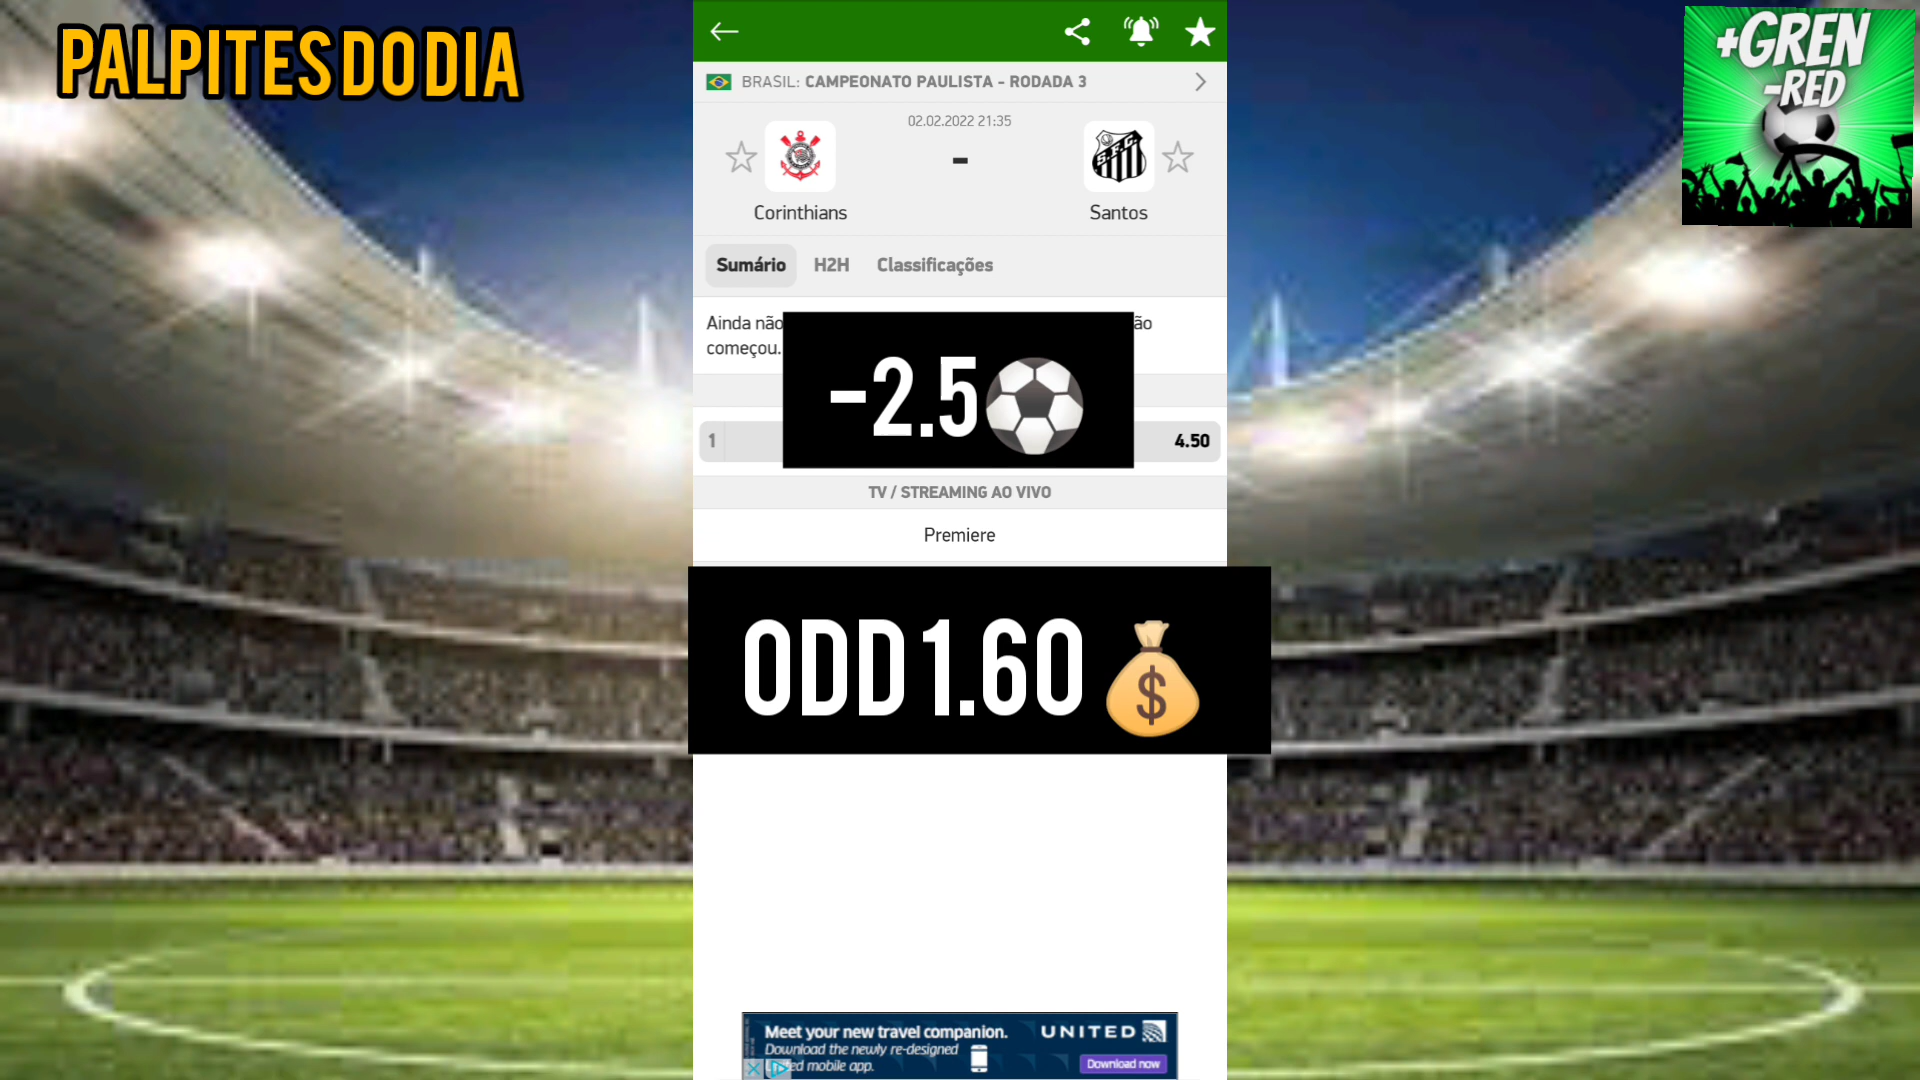 PALPITES DO DIA
+GREN
-RED
BRASIL: CAMPEONATO PAULISTA - RODADA 3
02.02.2022 21:35
-
Corinthians
Santos
Sumário H2H Classificações
Ainda não ão
começou.
-2.5
1 4.50
TV / STREAMING AO VIVO
Premiere
ODD 1.60
$
Meet your new travel companion.
UNITED
Download the newly re-designed
ed mobile app.
Download now